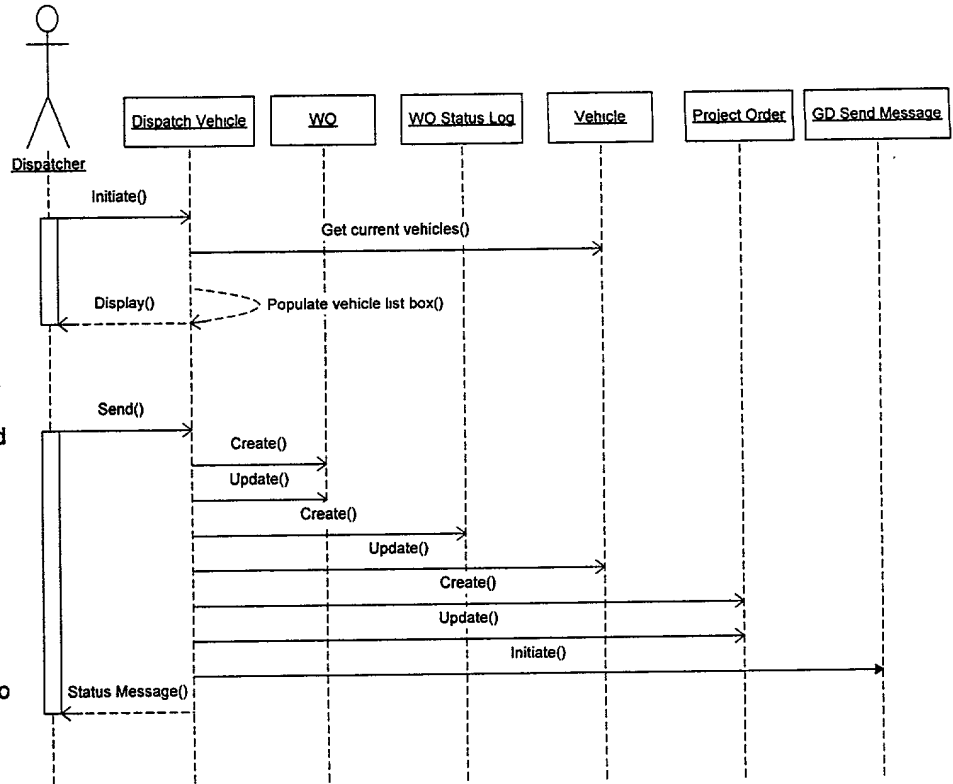 Dispatcher
Dispatch Vehicle
WO
WO Status Log
Vehicle
Project Order
GD Send Message
Initiate()
Get current vehicles()
Display()
Populate vehicle list box()
Send()
d
Create()
Update()
Create()
Update()
Create()
Update()
Initiate()
o
Status Message()